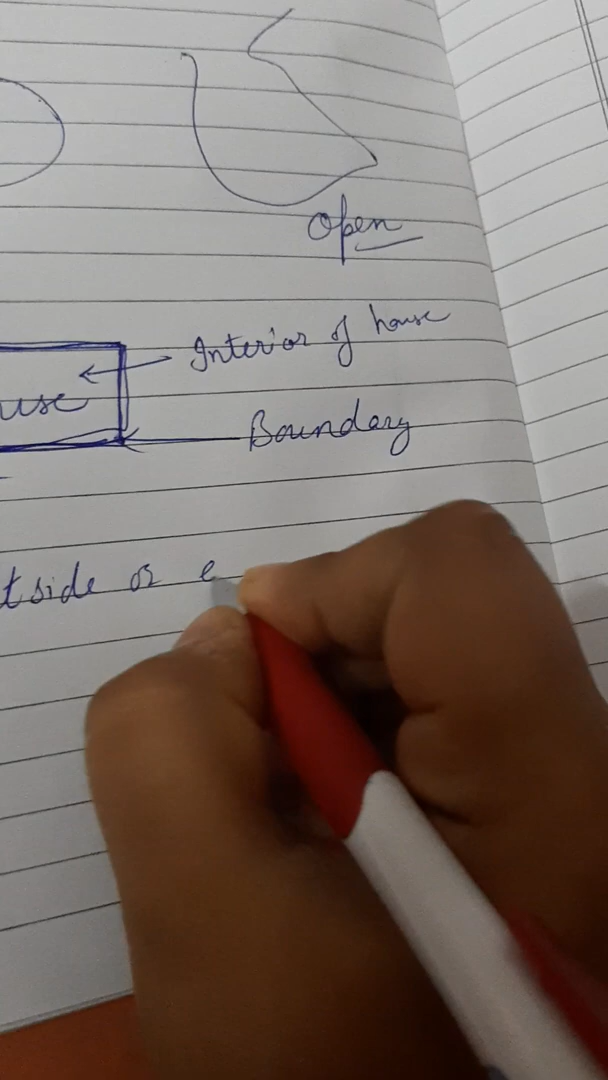 Open
Interior of house
use
Boundary
tside or e